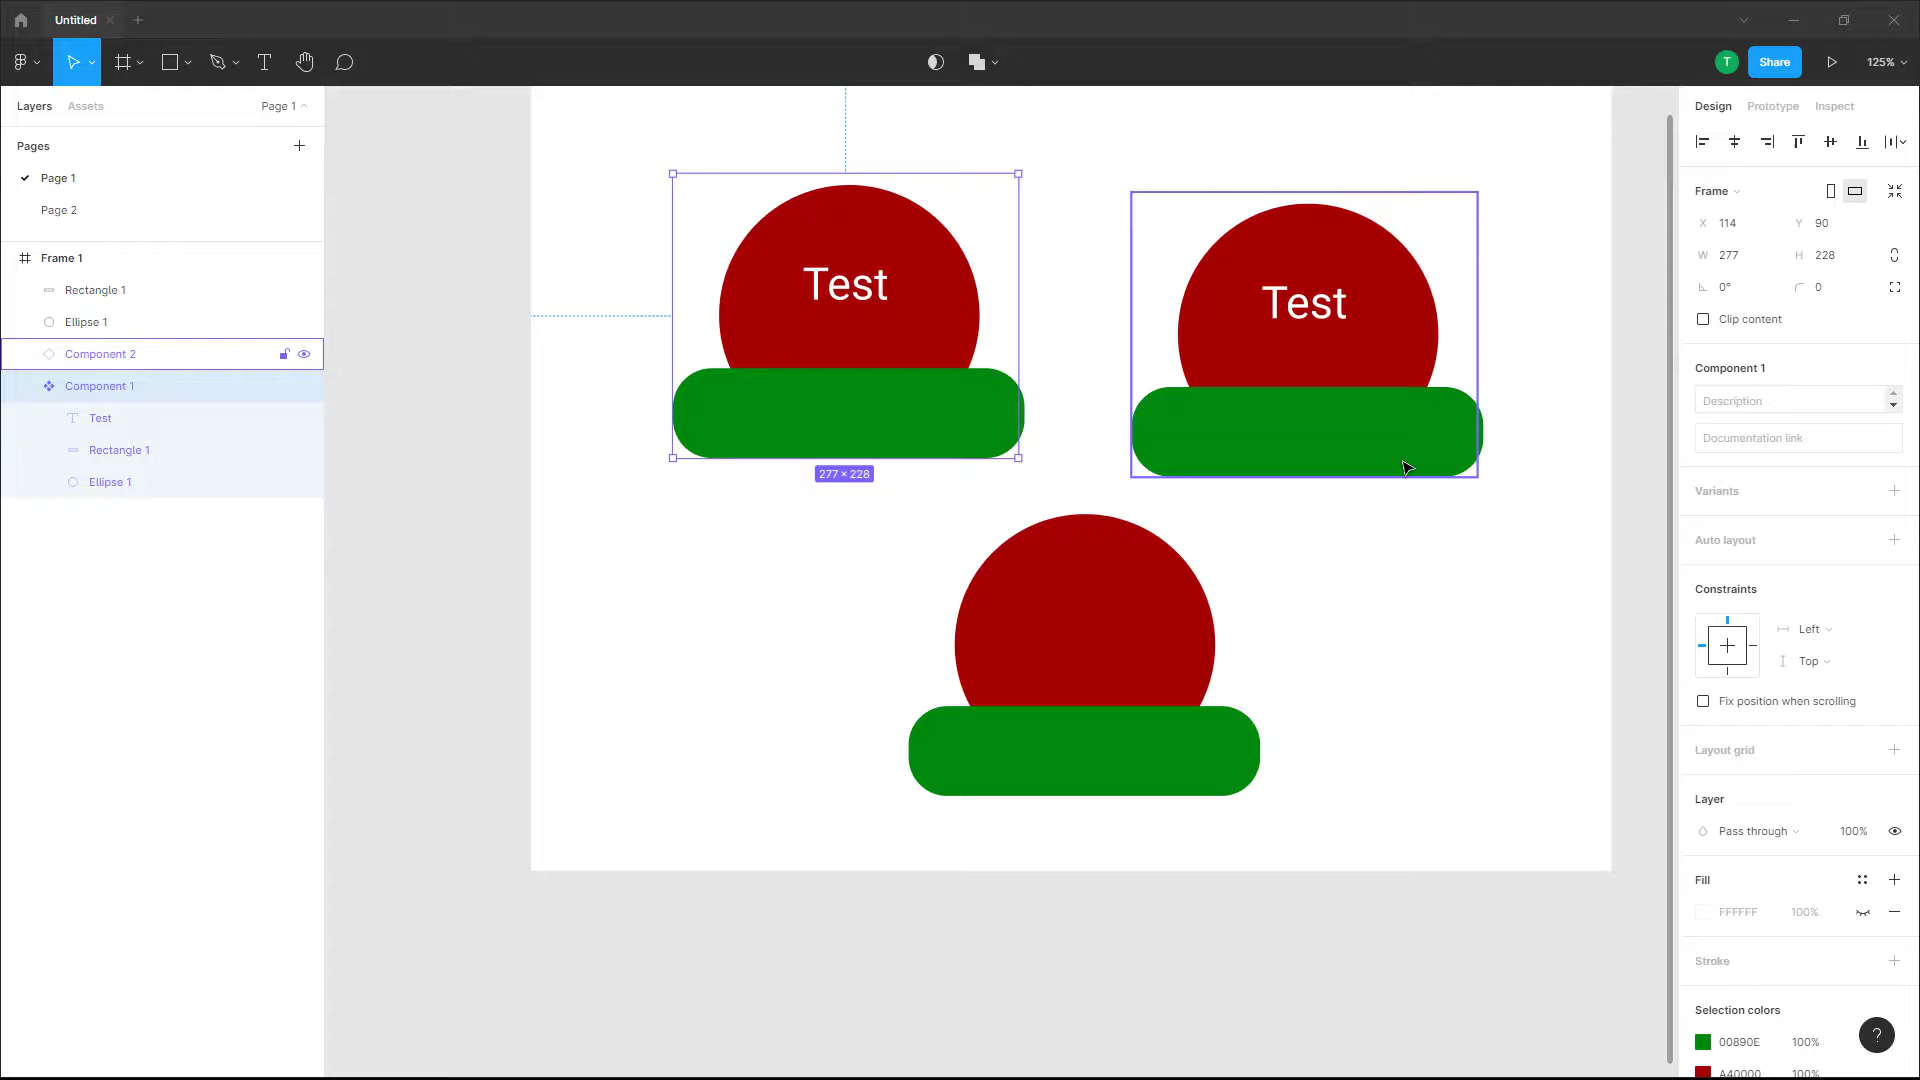 Untitled
T
Share
125%
Layers
Assets
Page 1
Pages
Page 1
Page 2
Frame 1
Rectangle 1
Ellipse 1
Component 2
Component 1
Test
Rectangle 1
Ellipse 1
Test
277 × 228
Test
Design
Prototype
Inspect
Frame
X 114
Y 90
W 277
H 228
0°
0
Clip content
Component 1
Description
Documentation link
Variants
Auto layout
Constraints
Left
Top
Fix position when scrolling
Layout grid
Layer
Pass through
100%
Fill
FFFFFF
100%
Stroke
Selection colors
00890E
100%
A40000
100%
?